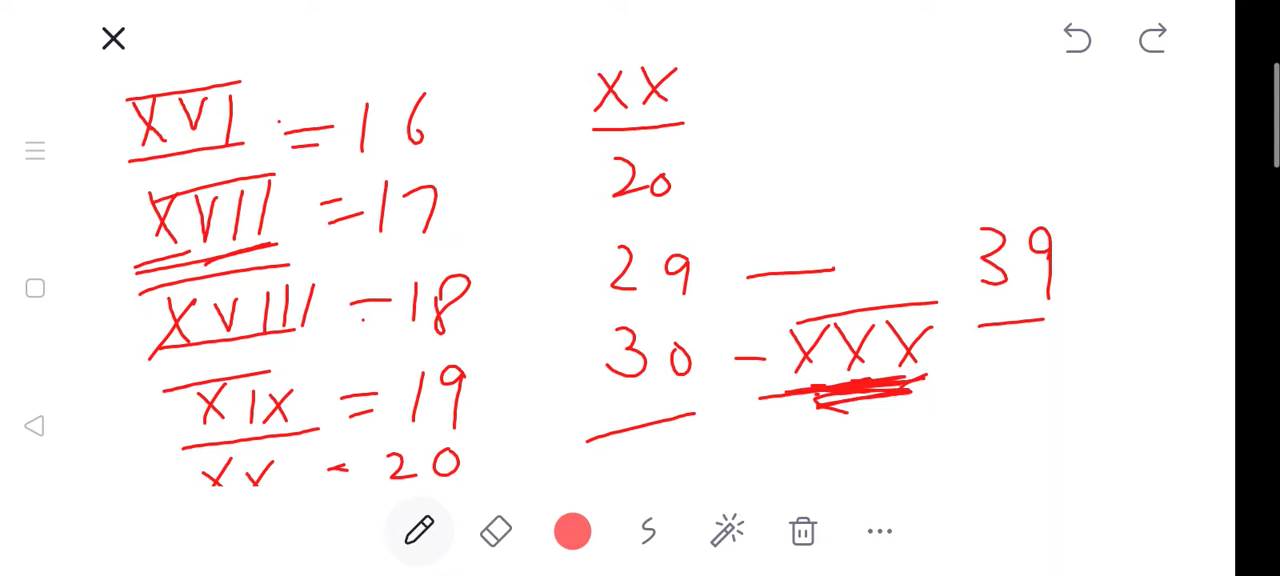 XVI = 16
XVII = 17
XVIII - 18
XIX = 19
XX - 20
XX
20
29 —
30 - XXX
39